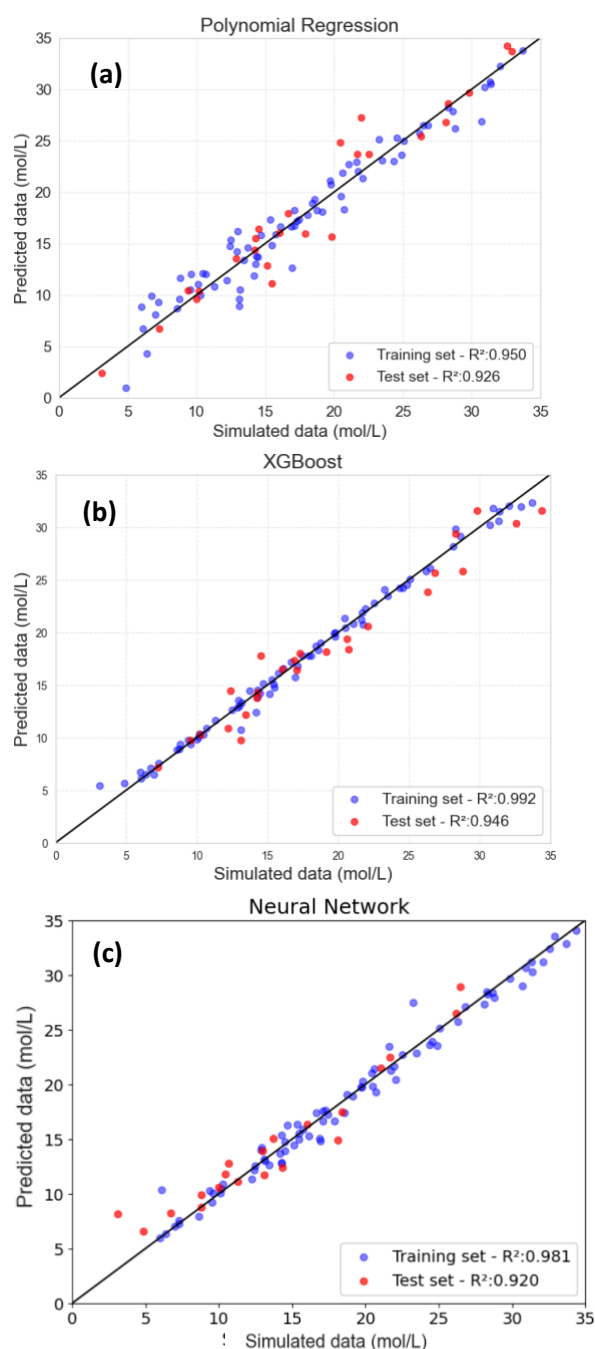 Polynomial Regression
(a)
Predicted data (mol/L)
35
30
25
20
15
10
5
0
Training set - R²:0.950
Test set - R²:0.926
0 5 10 15 20 25 30 35
Simulated data (mol/L)
XGBoost
(b)
Predicted data (mol/L)
35
30
25
20
15
10
5
0
Training set - R²:0.992
Test set - R²:0.946
0 5 10 15 20 25 30 35
Simulated data (mol/L)
Neural Network
(c)
Predicted data (mol/L)
35
30
25
20
15
10
5
0
Training set - R²:0.981
Test set - R²:0.920
0 5 10 15 20 25 30 35
Simulated data (mol/L)